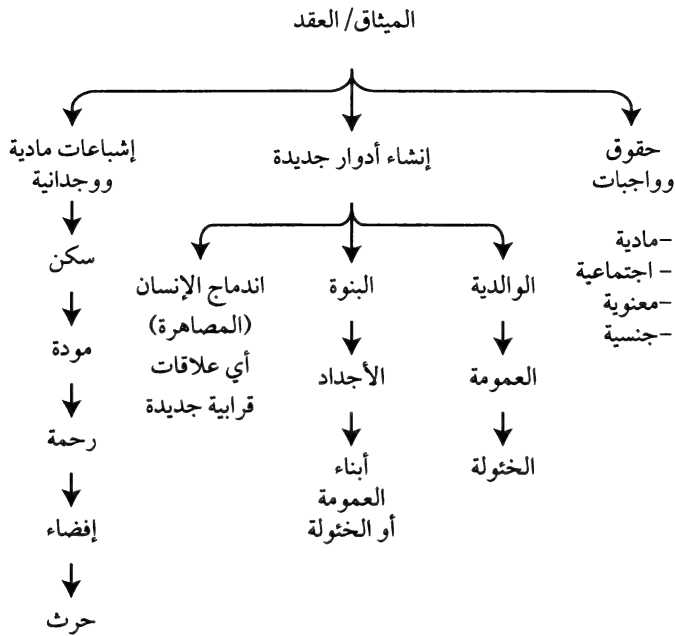 الميثاق/ العقد
حقوق
وواجبات
-مادية
- اجتماعية
-معنوية
-جنسية
إنشاء أدوار جديدة
الوالدية
العمومة
الخئولة
البنوة
الأجداد
أبناء
العمومة
أو الخئولة
اندماج الإنسان
(المصاهرة)
أي علاقات
قرابية جديدة
إشباعات مادية
ووجدانية
سكن
مودة
رحمة
إفضاء
حرث